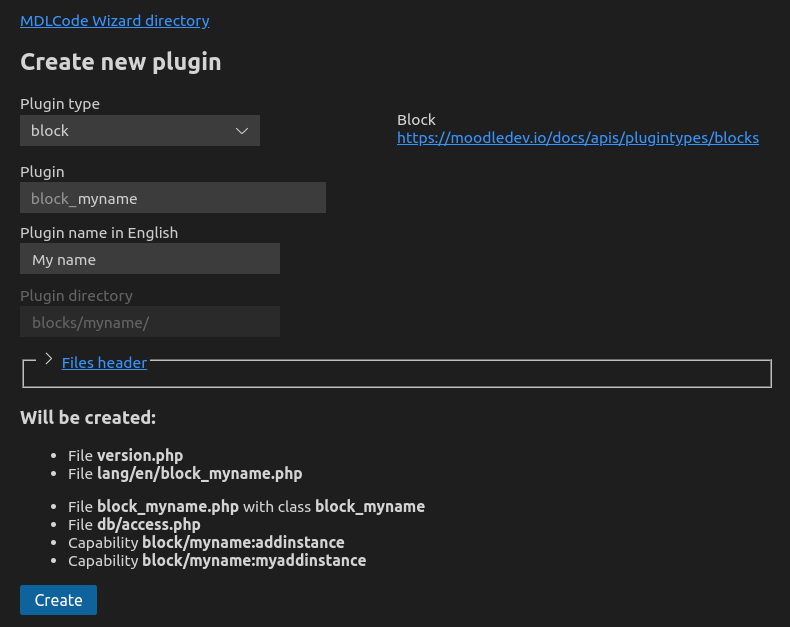 MDLCode Wizard directory
Create new plugin
Plugin type
block
Block
https://moodledev.io/docs/apis/plugintypes/blocks
Plugin
block_myname
Plugin name in English
My name
Plugin directory
blocks/myname/
Files header
Will be created:
• File version.php
• File lang/en/block_myname.php
• File block_myname.php with class block_myname
• File db/access.php
• Capability block/myname:addinstance
• Capability block/myname:myaddinstance
Create